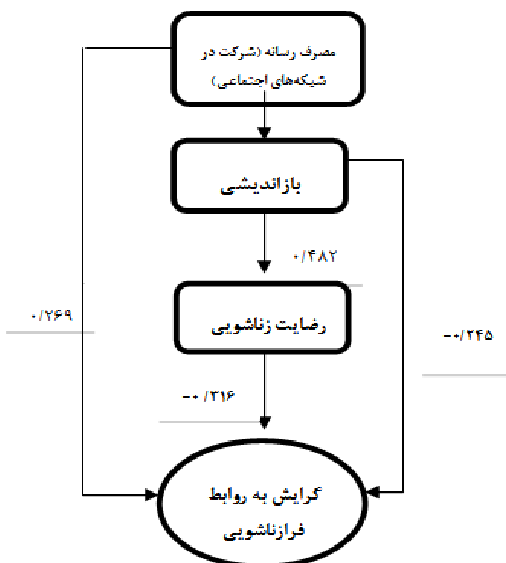 مصرف رسانه (شرکت در
شبکه‌های اجتماعی)
بازاندیشی
۰/۴۸۲
رضایت زناشویی
۰/۲۶۹
-۰/۲۴۵
-۰/۳۱۶
گرایش به روابط
فرازناشویی